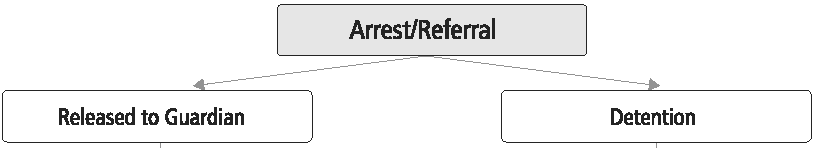 Arrest/Referral
Released to Guardian
Detention